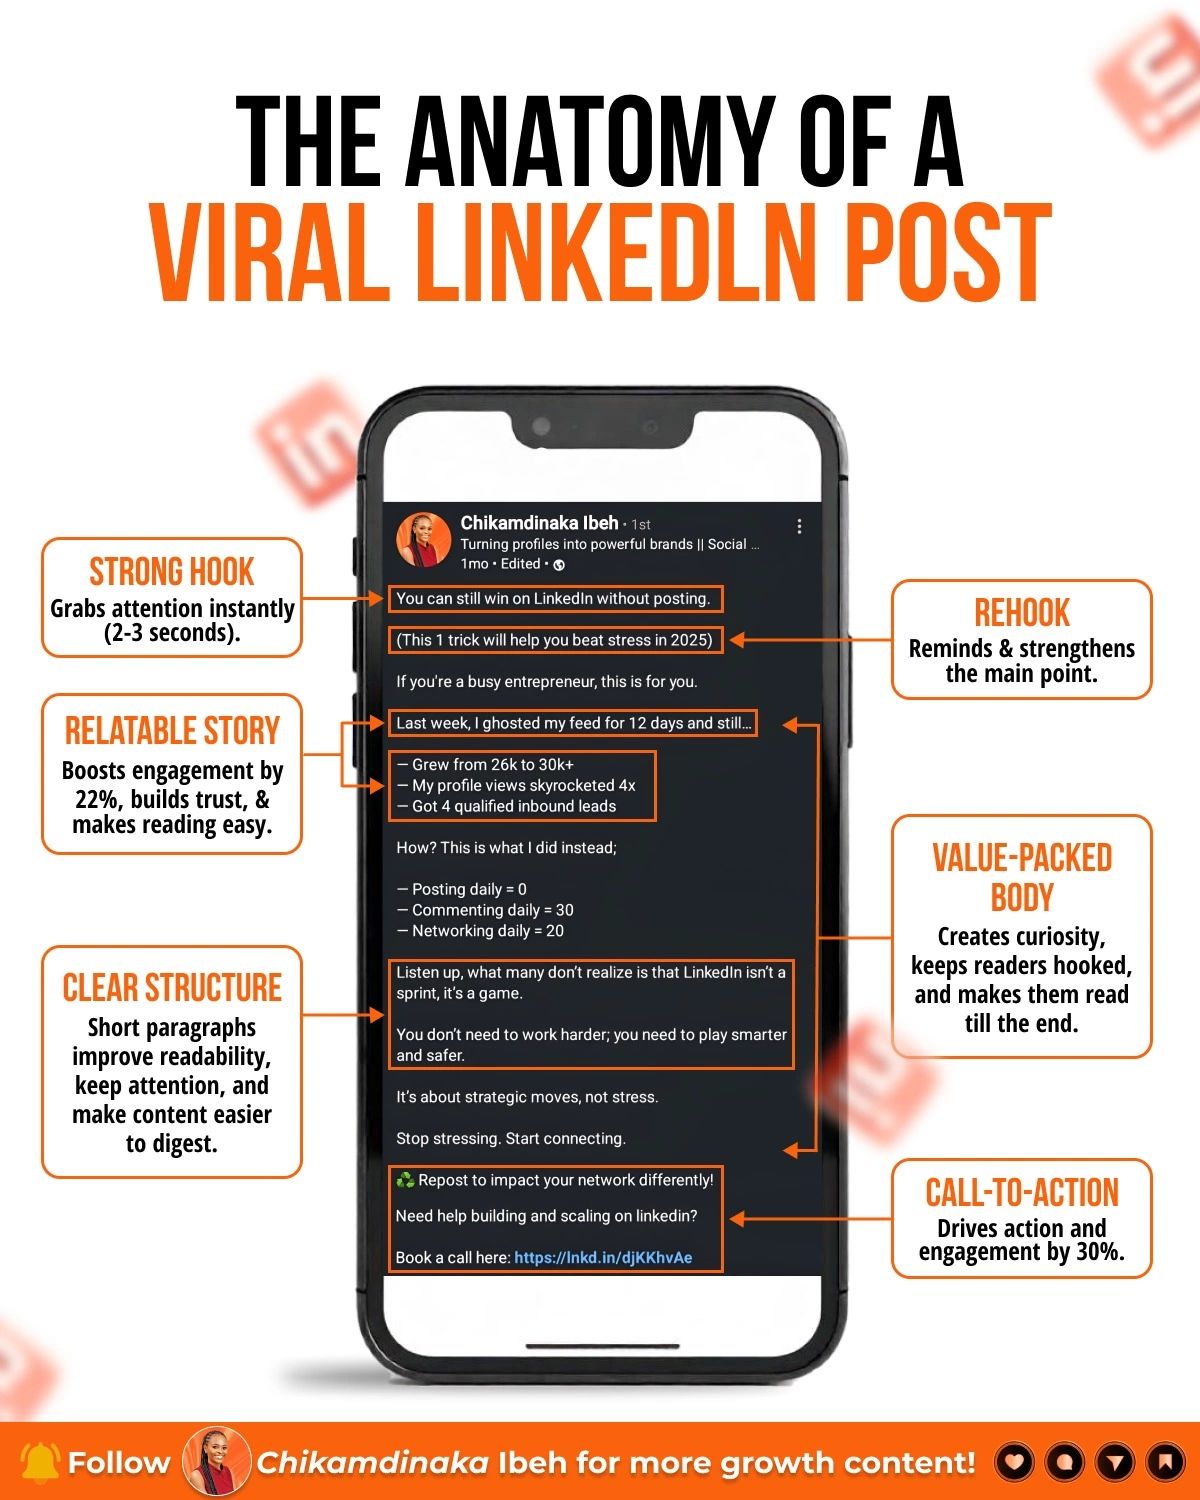 THE ANATOMY OF A
VIRAL LINKEDLN POST
STRONG HOOK
Grabs attention instantly
(2-3 seconds).
RELATABLE STORY
Boosts engagement by
22%, builds trust, &
makes reading easy.
CLEAR STRUCTURE
Short paragraphs
improve readability,
keep attention, and
make content easier
to digest.
Chikamdinaka Ibeh · 1st
Turning profiles into powerful brands || Social ...
1mo • Edited •
You can still win on LinkedIn without posting.
(This 1 trick will help you beat stress in 2025)
If you're a busy entrepreneur, this is for you.
Last week, I ghosted my feed for 12 days and still...
— Grew from 26k to 30k+
— My profile views skyrocketed 4x
— Got 4 qualified inbound leads
How? This is what I did instead;
— Posting daily = 0
— Commenting daily = 30
— Networking daily = 20
Listen up, what many don’t realize is that LinkedIn isn’t a
sprint, it’s a game.
You don’t need to work harder; you need to play smarter
and safer.
It’s about strategic moves, not stress.
Stop stressing. Start connecting.
♻️ Repost to impact your network differently!
Need help building and scaling on linkedin?
Book a call here: https://lnkd.in/djKKhvAe
REHOOK
Reminds & strengthens
the main point.
VALUE-PACKED
BODY
Creates curiosity,
keeps readers hooked,
and makes them read
till the end.
CALL-TO-ACTION
Drives action and
engagement by 30%.
in
in
in
Follow Chikamdinaka Ibeh for more growth content!